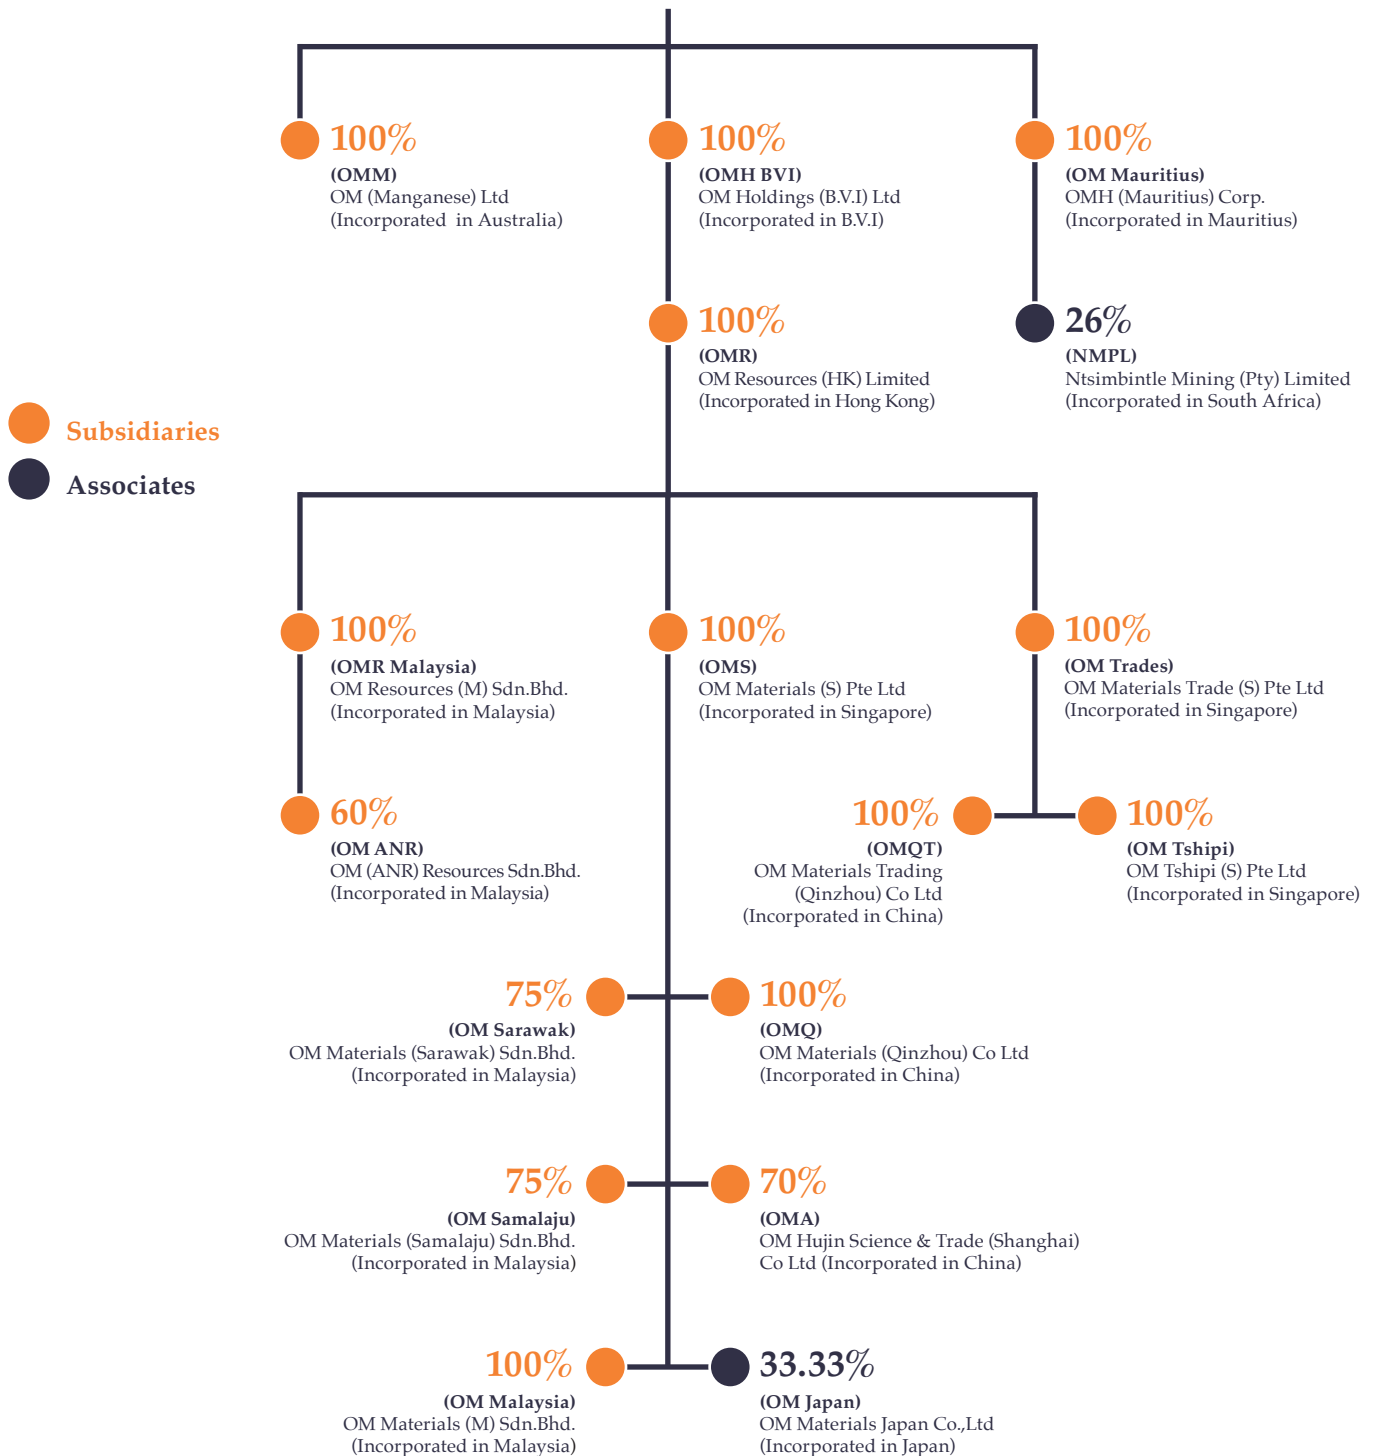 100%
(OMM)
OM (Manganese) Ltd
(Incorporated in Australia)
100%
(OMH BVI)
OM Holdings (B.V.I) Ltd
(Incorporated in B.V.I)
100%
(OM Mauritius)
OMH (Mauritius) Corp.
(Incorporated in Mauritius)
100%
(OMR)
OM Resources (HK) Limited
(Incorporated in Hong Kong)
26%
(NMPL)
Ntsimbintle Mining (Pty) Limited
(Incorporated in South Africa)
Subsidiaries
Associates
100%
(OMR Malaysia)
OM Resources (M) Sdn.Bhd.
(Incorporated in Malaysia)
100%
(OMS)
OM Materials (S) Pte Ltd
(Incorporated in Singapore)
100%
(OM Trades)
OM Materials Trade (S) Pte Ltd
(Incorporated in Singapore)
60%
(OM ANR)
OM (ANR) Resources Sdn.Bhd.
(Incorporated in Malaysia)
100%
(OMQT)
OM Materials Trading
(Qinzhou) Co Ltd
(Incorporated in China)
100%
(OM Tshipi)
OM Tshipi (S) Pte Ltd
(Incorporated in Singapore)
75%
(OM Sarawak)
OM Materials (Sarawak) Sdn.Bhd.
(Incorporated in Malaysia)
100%
(OMQ)
OM Materials (Qinzhou) Co Ltd
(Incorporated in China)
75%
(OM Samalaju)
OM Materials (Samalaju) Sdn.Bhd.
(Incorporated in Malaysia)
70%
(OMA)
OM Hujin Science & Trade (Shanghai)
Co Ltd (Incorporated in China)
100%
(OM Malaysia)
OM Materials (M) Sdn.Bhd.
(Incorporated in Malaysia)
33.33%
(OM Japan)
OM Materials Japan Co.,Ltd
(Incorporated in Japan)